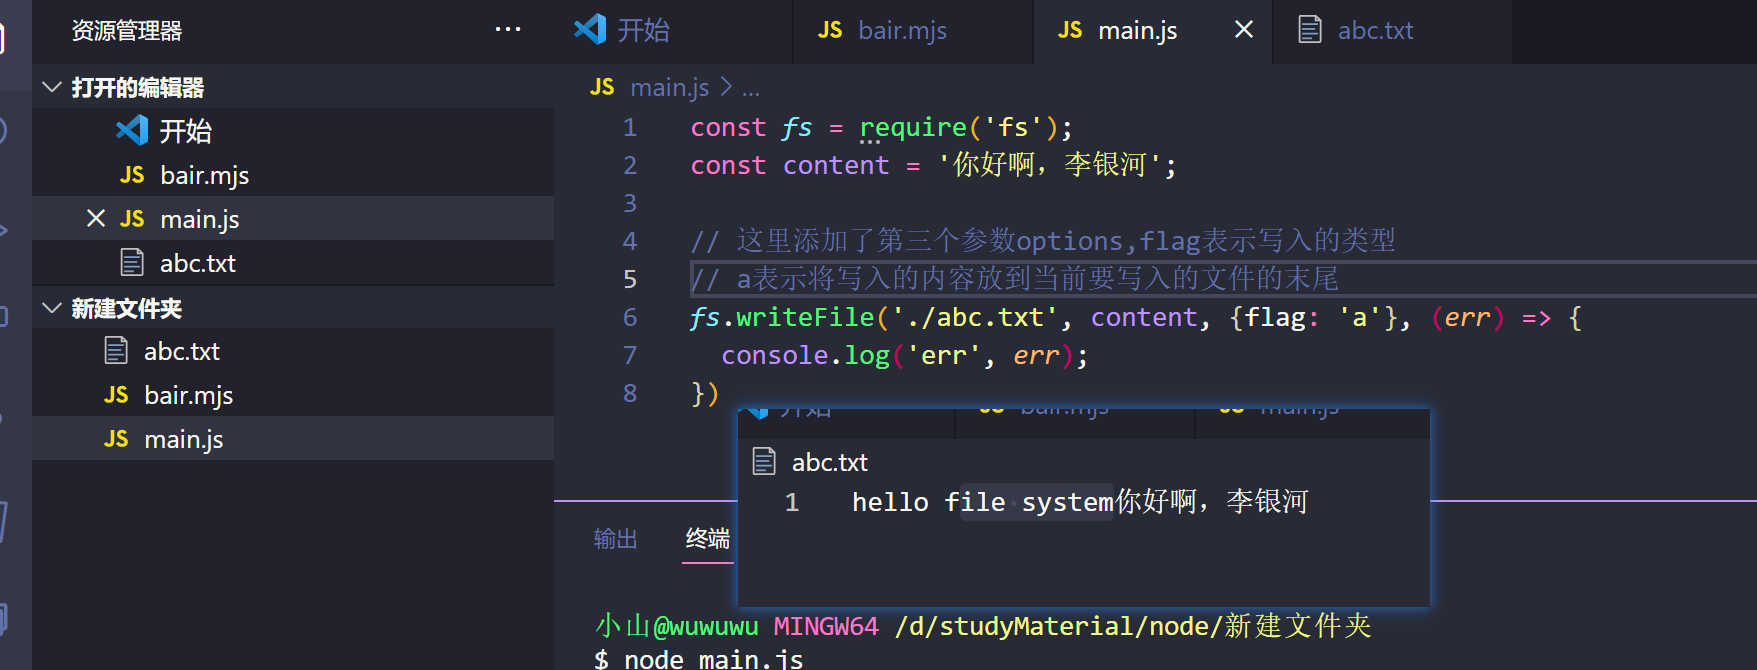 资源管理器 ···
打开的编辑器
开始
JS bair.mjs
JS main.js
abc.txt
新建文件夹
abc.txt
JS bair.mjs
JS main.js
开始
JS bair.mjs
JS main.js
abc.txt
JS main.js > ...
1 const fs = require('fs');
2 const content = '你好啊，李银河';
3
4 // 这里添加了第三个参数options,flag表示写入的类型
5 // a表示将写入的内容放到当前要写入的文件的末尾
6 fs.writeFile('./abc.txt', content, {flag: 'a'}, (err) => {
7 console.log('err', err);
8 })
开始 JS bair.mjs JS main.js
abc.txt
1 hello file system你好啊，李银河
输出 终端
小山@wuwuwu MINGW64 /d/studyMaterial/node/新建文件夹
$ node main.js